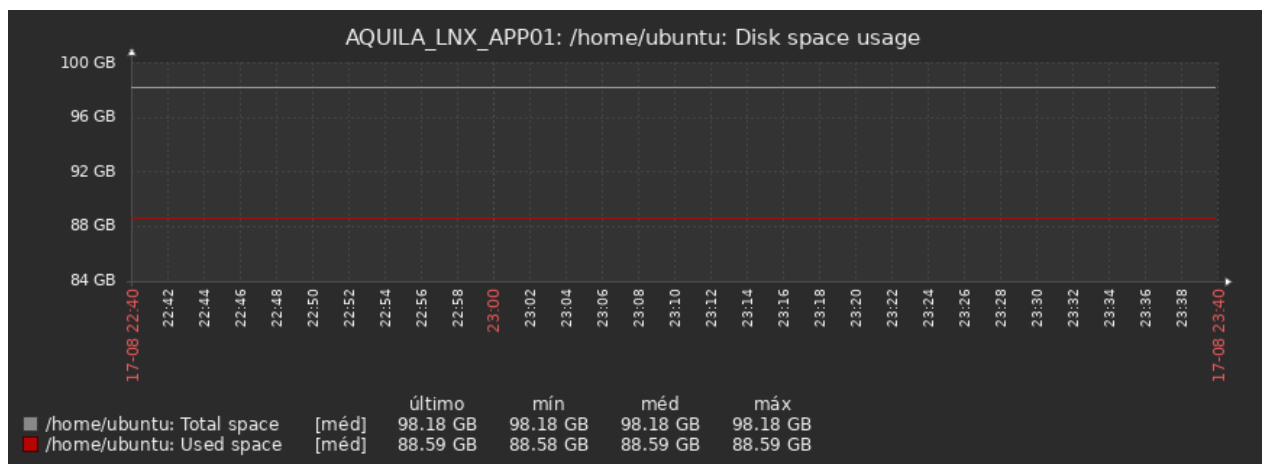 AQUILA_LNX_APP01: /home/ubuntu: Disk space usage
100 GB
96 GB
92 GB
88 GB
84 GB
17-08 22:40 22:42 22:44 22:46 22:48 22:50 22:52 22:54 22:56 22:58 23:00 23:02 23:04 23:06 23:08 23:10 23:12 23:14 23:16 23:18 23:20 23:22 23:24 23:26 23:28 23:30 23:32 23:34 23:36 23:38 17-08 23:40
último mín méd máx
/home/ubuntu: Total space [méd] 98.18 GB 98.18 GB 98.18 GB 98.18 GB
/home/ubuntu: Used space [méd] 88.59 GB 88.58 GB 88.59 GB 88.59 GB